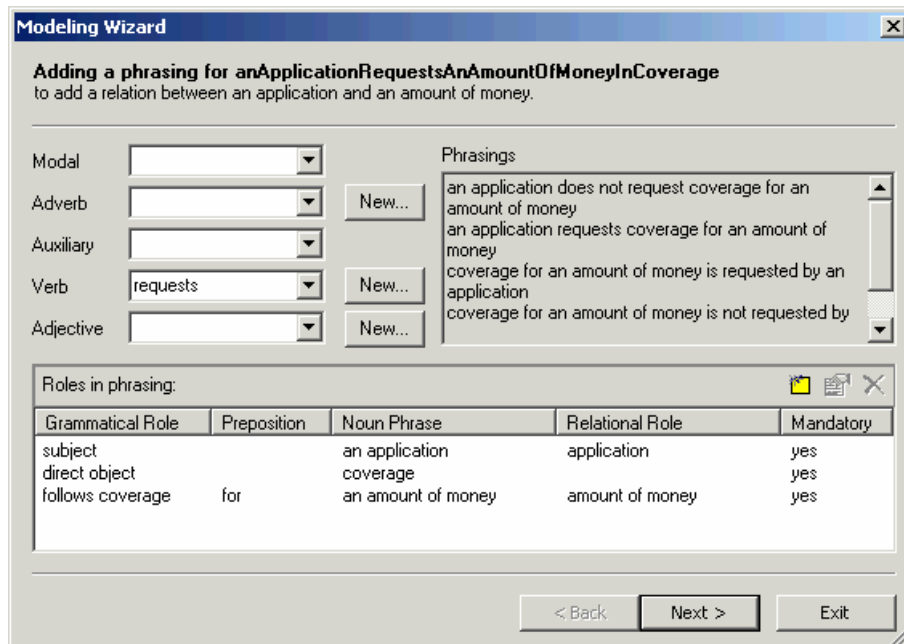 Modeling Wizard
Adding a phrasing for anApplicationRequestsAnAmountOfMoneyInCoverage
to add a relation between an application and an amount of money.
Modal
Adverb
New...
Auxiliary
Verb
requests
New...
Adjective
New...
Phrasings
an application does not request coverage for an
amount of money
an application requests coverage for an amount of
money
coverage for an amount of money is requested by an
application
coverage for an amount of money is not requested by
Roles in phrasing:
Grammatical Role Preposition Noun Phrase Relational Role Mandatory
subject an application application yes
direct object coverage yes
follows coverage for an amount of money amount of money yes
< Back Next > Exit